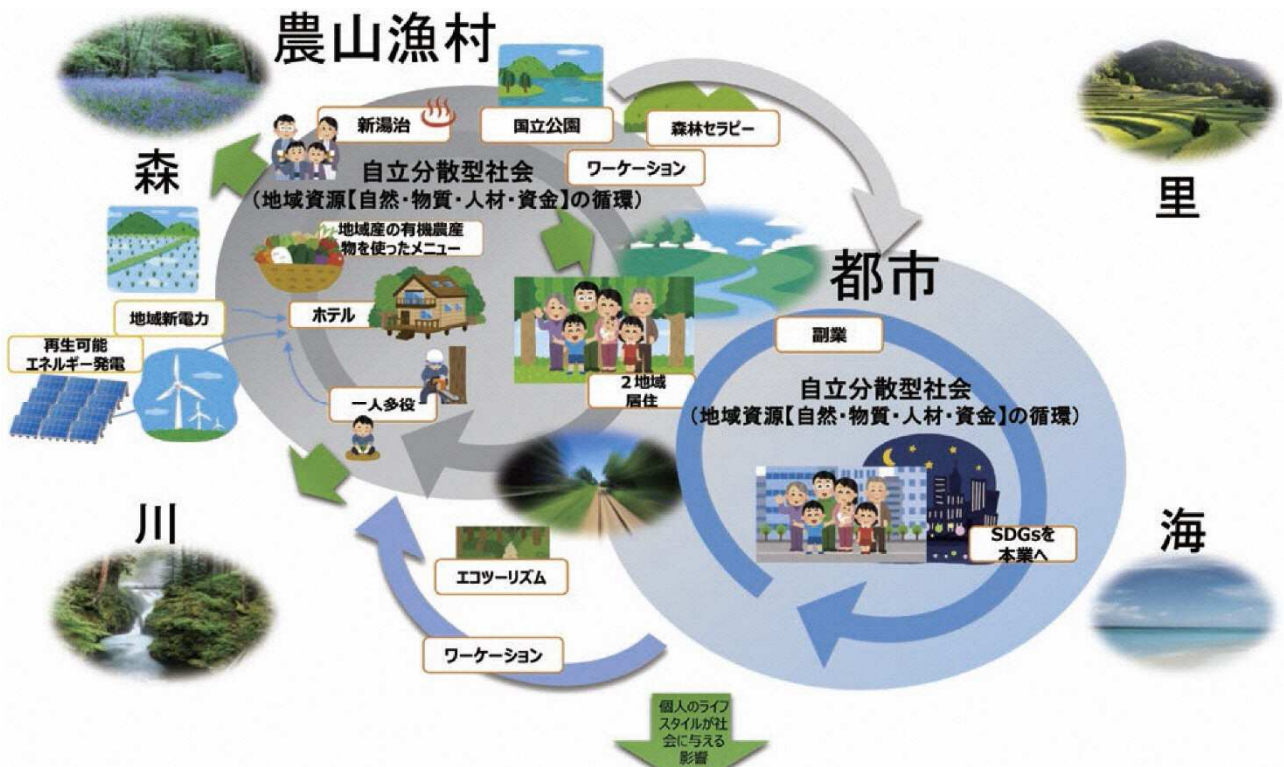 農山漁村
新湯治
国立公園
森林セラピー
ワーケーション
森
里
自立分散型社会
(地域資源【自然・物質・人材・資金】の循環)
地域産の有機農産
物を使ったメニュー
都市
地域新電力
ホテル
副業
再生可能
エネルギー発電
一人多役
2地域
居住
自立分散型社会
(地域資源【自然・物質・人材・資金】の循環)
川
海
SDGsを
本業へ
エコツーリズム
ワーケーション
個人のライフ
スタイルが社
会に与える
影響